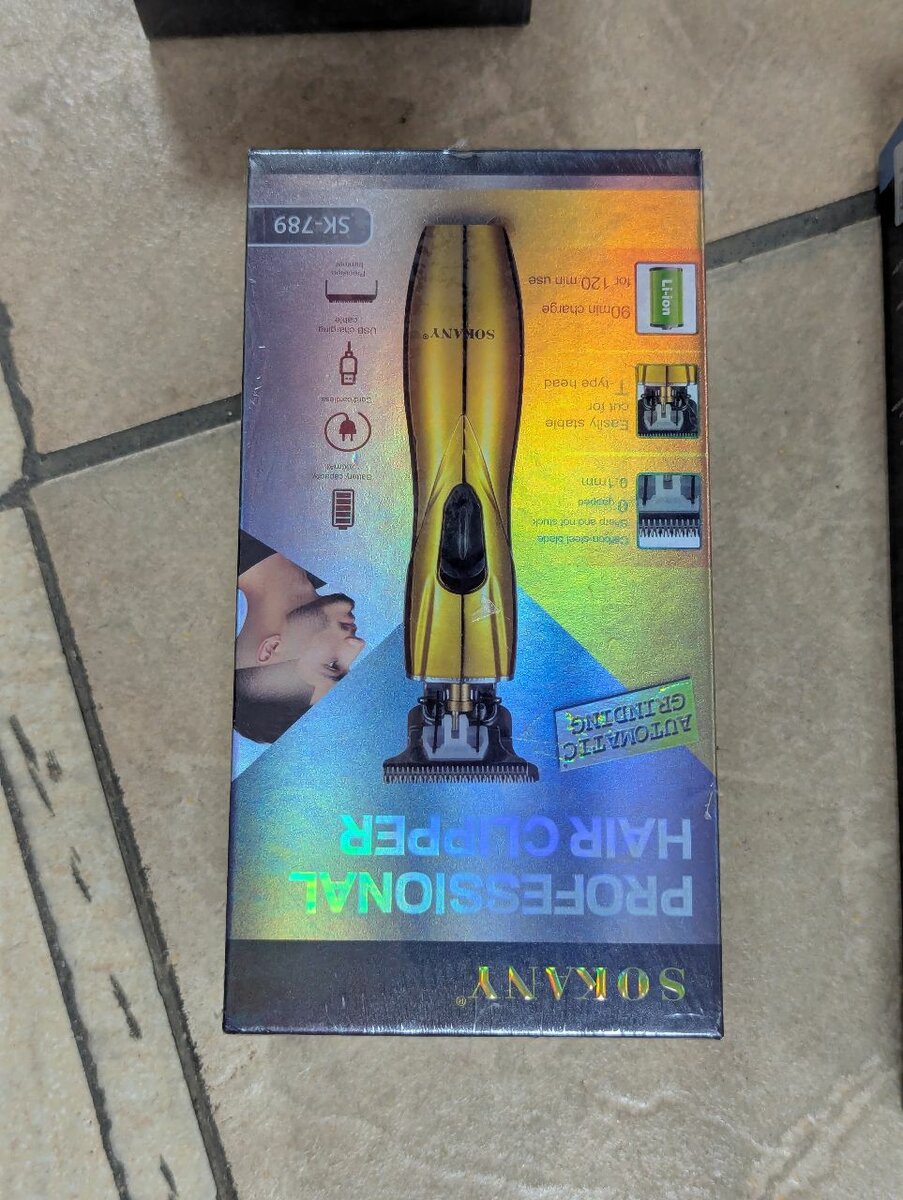 SOKANY®
PROFESSIONAL
HAIR CLIPPER
AUTOMATIC
GRINDING
Carbon-steel blade
Sharp and not stuck
0 gapped
0.1mm
Easily stable
cut for
T-type head
90min charge
for 120 min use
Li-ion
SOKANY®
Battery capacity
Cord/cordless
USB charging
cable
Precision
trimmer
SK-789